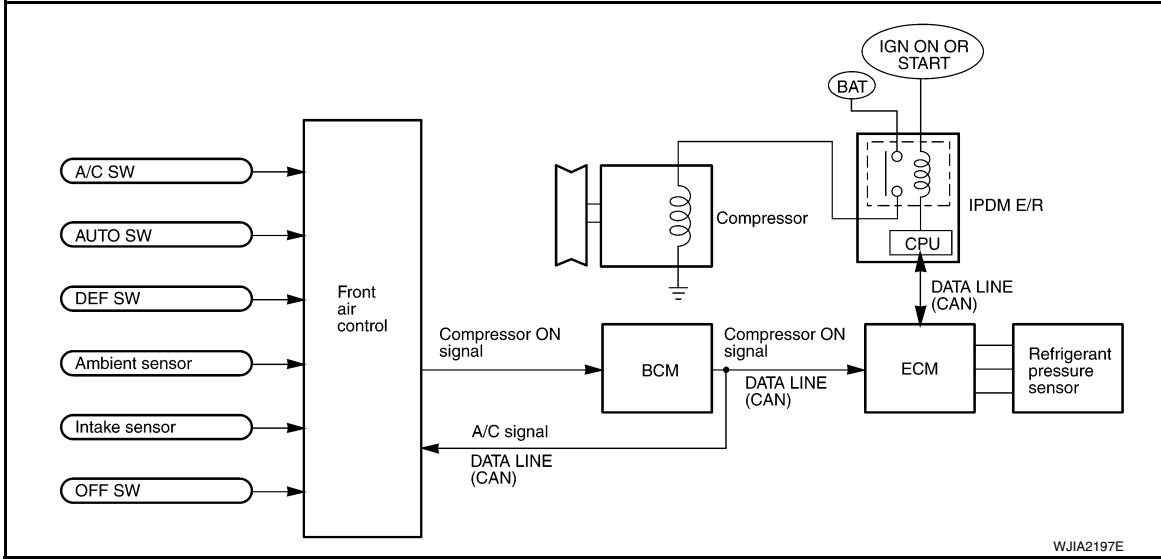 IGN ON OR
START
BAT
A/C SW
AUTO SW
DEF SW
Ambient sensor
Intake sensor
OFF SW
Front
air
control
Compressor
IPDM E/R
CPU
DATA LINE
(CAN)
Compressor ON
signal
BCM
Compressor ON
signal
DATA LINE
(CAN)
ECM
Refrigerant
pressure
sensor
A/C signal
DATA LINE
(CAN)
WJIA2197E